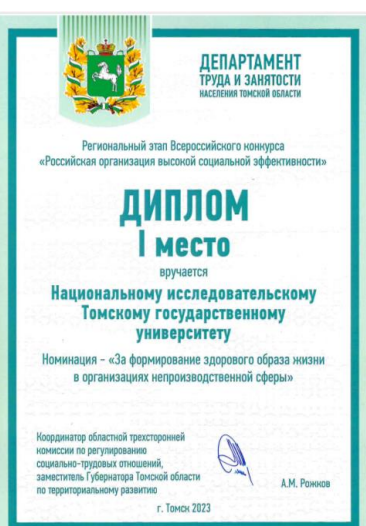 ДЕПАРТАМЕНТ
ТРУДА И ЗАНЯТОСТИ
НАСЕЛЕНИЯ ТОМСКОЙ ОБЛАСТИ
Региональный этап Всероссийского конкурса
«Российская организация высокой социальной эффективности»
ДИПЛОМ
I место
вручается
Национальному исследовательскому
Томскому государственному
университету
Номинация – «За формирование здорового образа жизни
в организациях непроизводственной сферы»
Координатор областной трехсторонней
комиссии по регулированию
социально-трудовых отношений,
заместитель Губернатора Томской области
по территориальному развитию
А.М. Рожков
г. Томск 2023